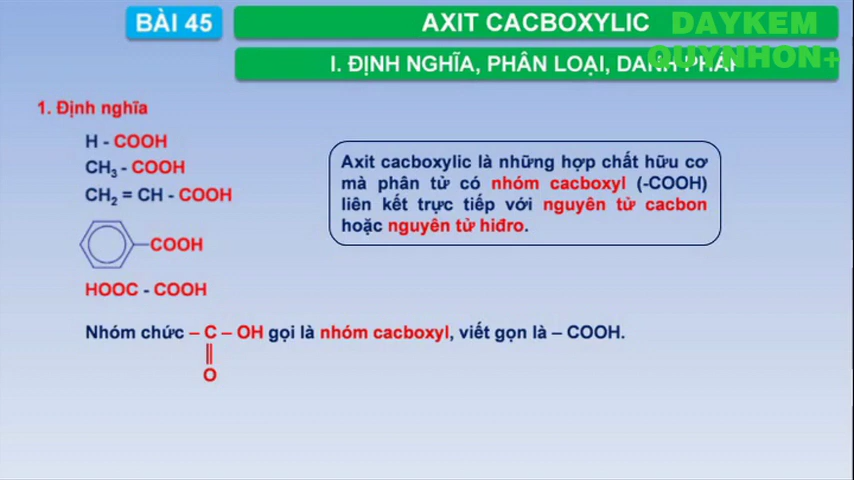 BÀI 45
AXIT CACBOXYLIC
DAYKEM
QUYNHON+
I. ĐỊNH NGHĨA, PHÂN LOẠI, DANH PHÁP
1. Định nghĩa
H - COOH
CH₃ - COOH
CH₂ = CH - COOH
COOH
HOOC - COOH
Axit cacboxylic là những hợp chất hữu cơ
mà phân tử có nhóm cacboxyl (-COOH)
liên kết trực tiếp với nguyên tử cacbon
hoặc nguyên tử hiđro.
Nhóm chức – C – OH gọi là nhóm cacboxyl, viết gọn là – COOH.
||
O